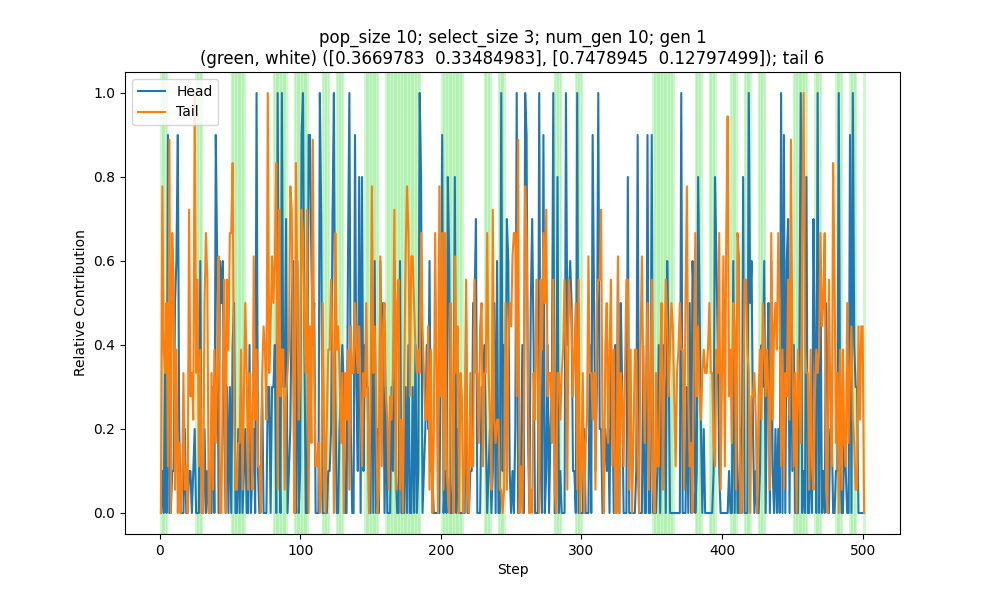 pop_size 10; select_size 3; num_gen 10; gen 1
(green, white) ([0.3669783  0.33484983], [0.7478945  0.12797499]); tail 6
Head
Tail
Relative Contribution
1.0
0.8
0.6
0.4
0.2
0.0
0
100
200
300
400
500
Step